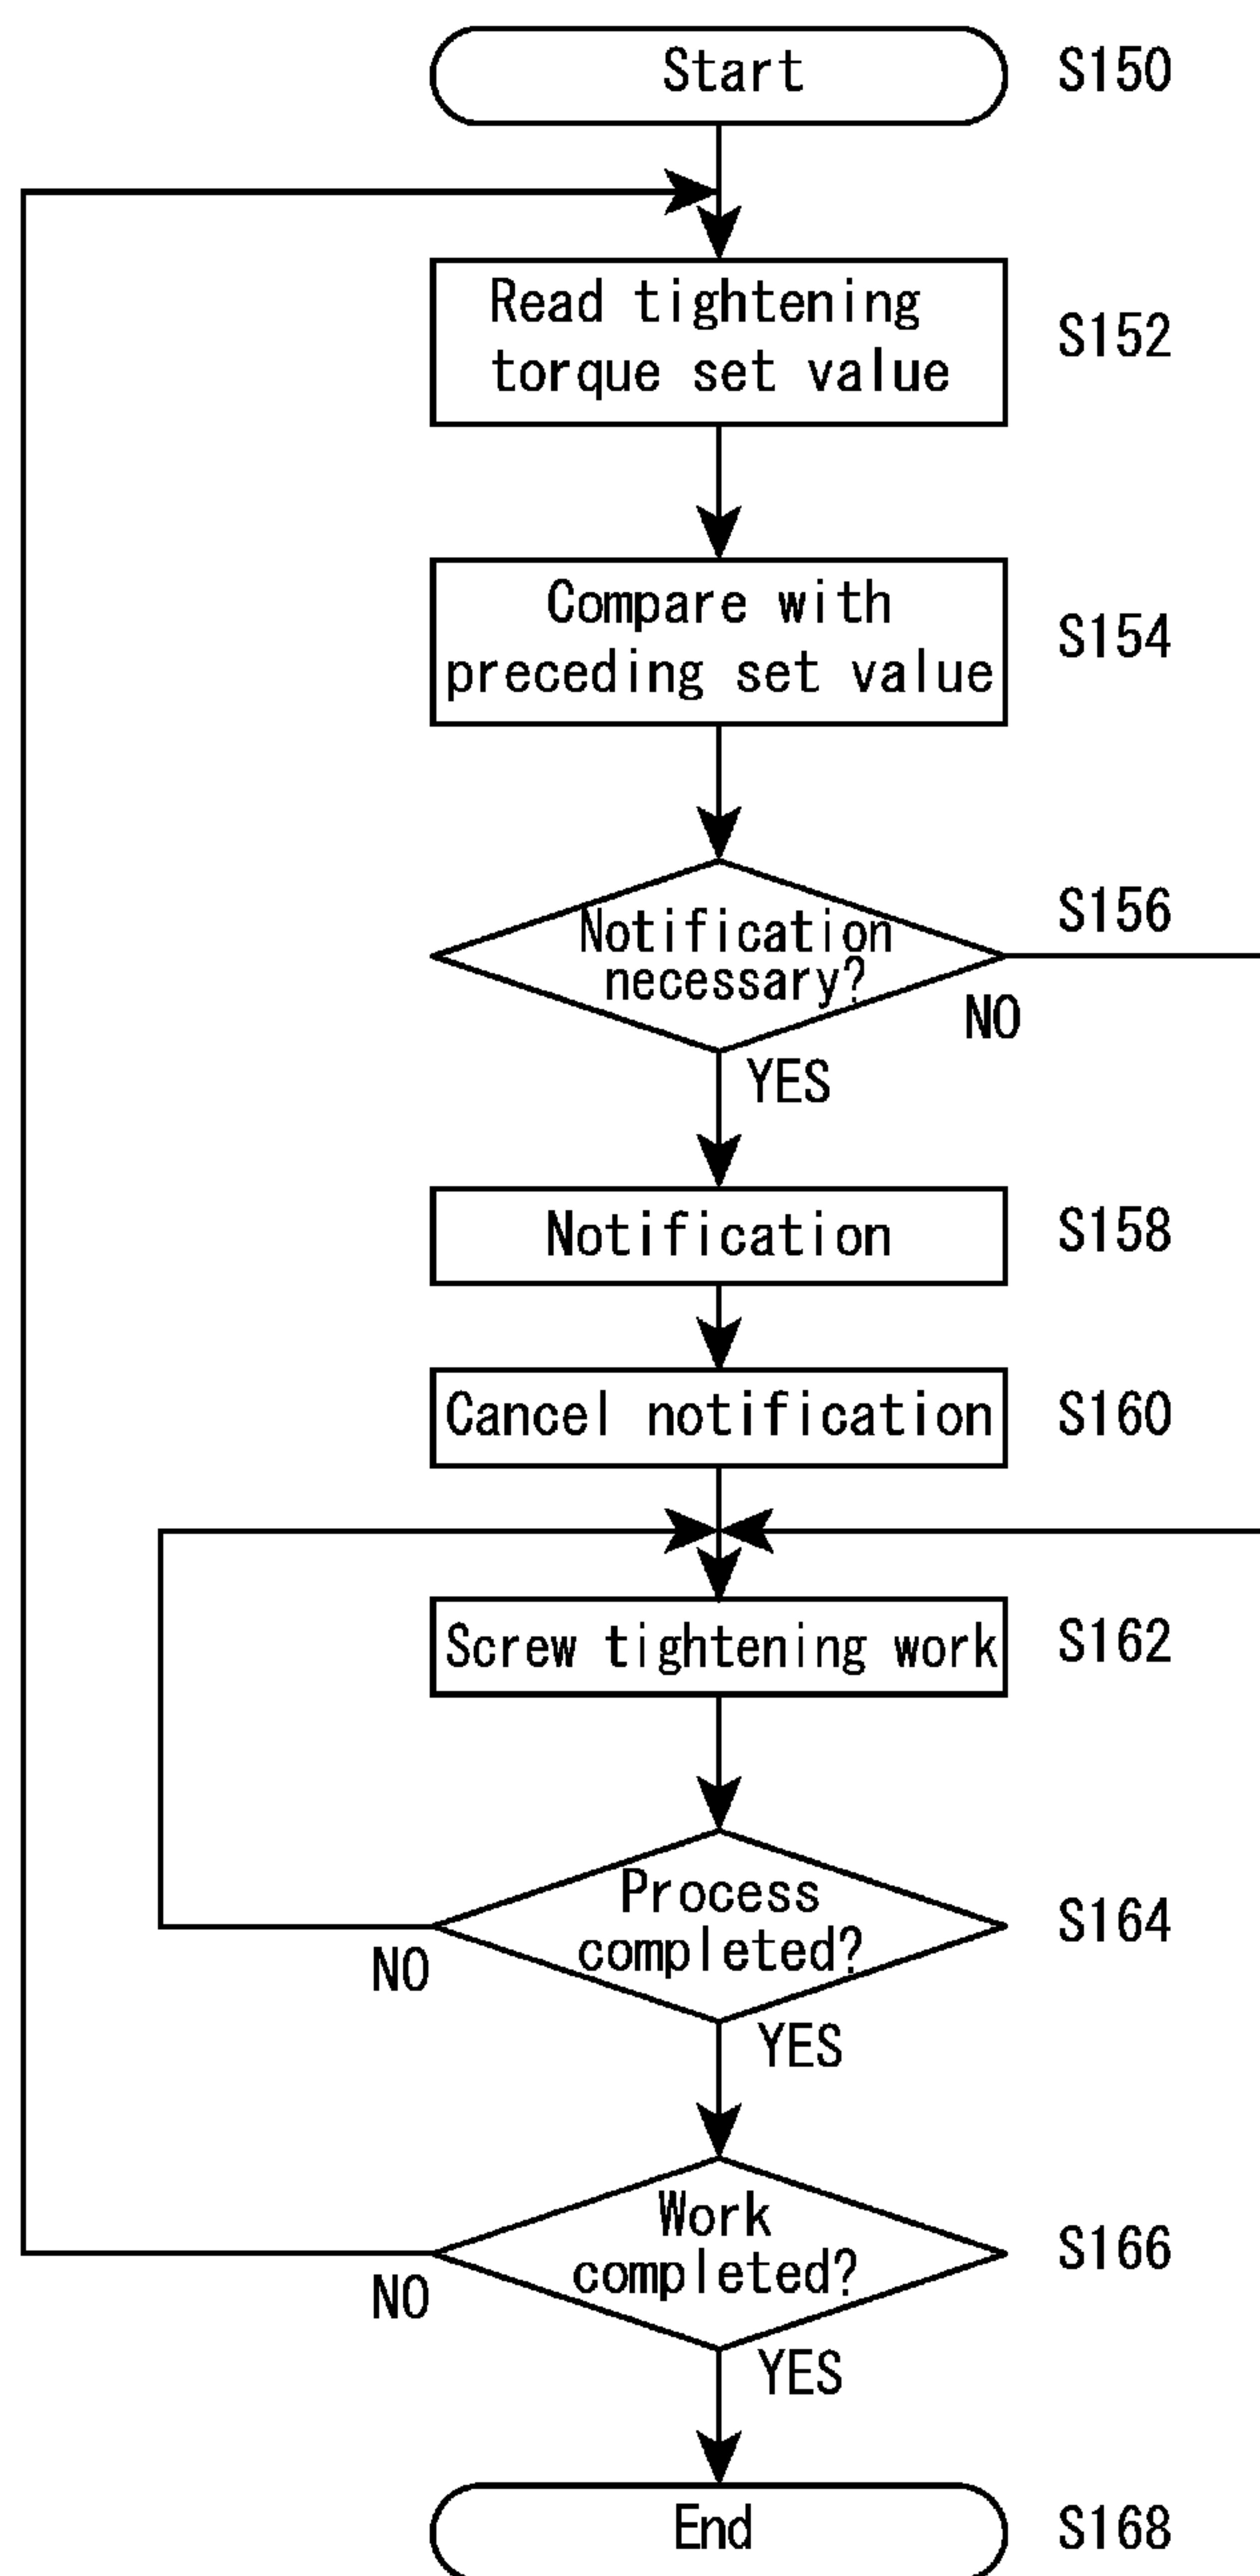 Start
S150
Read tightening
torque set value
S152
Compare with
preceding set value
S154
Notification
necessary?
S156
NO
YES
Notification
S158
Cancel notification
S160
Screw tightening work
S162
Process
completed?
S164
NO
YES
Work
completed?
S166
NO
YES
End
S168